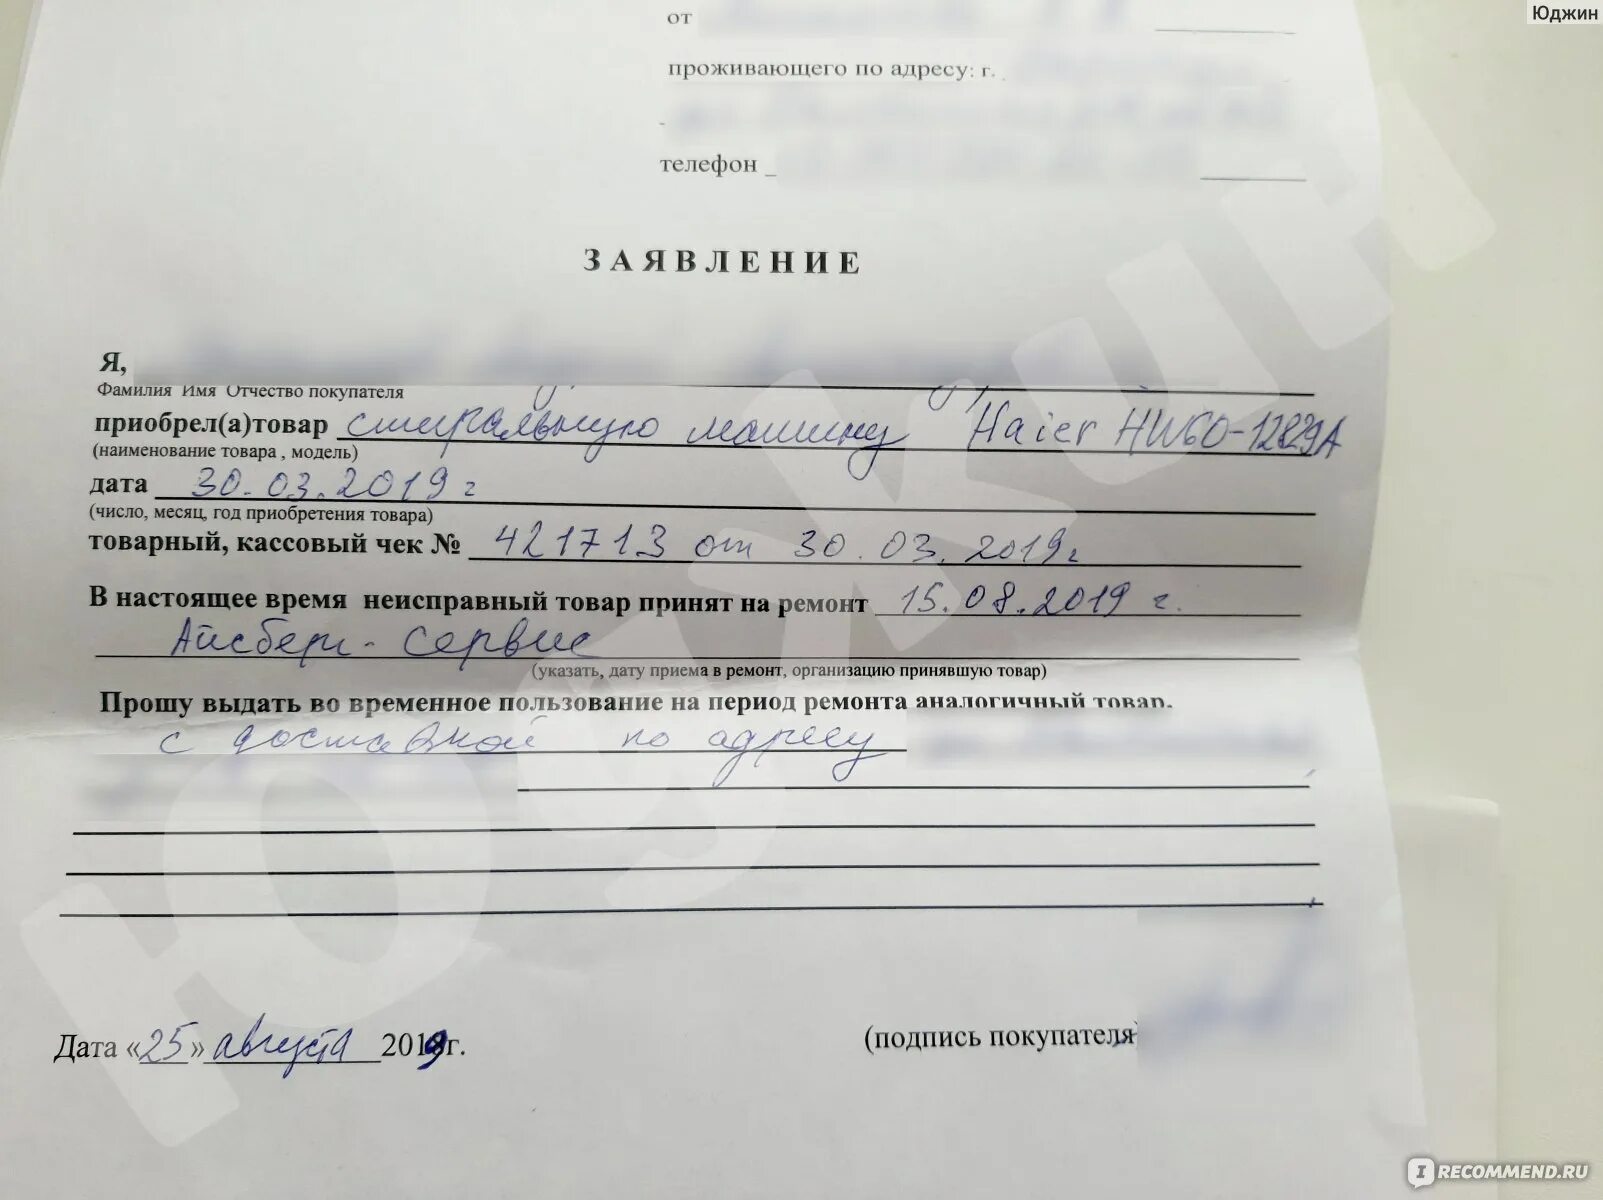 Юджин
от
проживающего по адресу: г.
телефон
ЗАЯВЛЕНИЕ
Я,
Фамилия Имя Отчество покупателя
приобрел(а)товар стиральную машину Haier HW60-12829A
(наименование товара , модель)
дата 30.03.2019 г
(число, месяц, год приобретения товара)
товарный, кассовый чек № 421713 от 30.03.2019г
В настоящее время неисправный товар принят на ремонт 15.08.2019 г.
Айсберг-Сервис
(указать, дату приема в ремонт, организацию принявшую товар)
Прошу выдать во временное пользование на период ремонта аналогичный товар.
с доставкой по адресу
Дата «25» августа 2019г.
(подпись покупателя)
Юджин
IRECOMMEND.RU